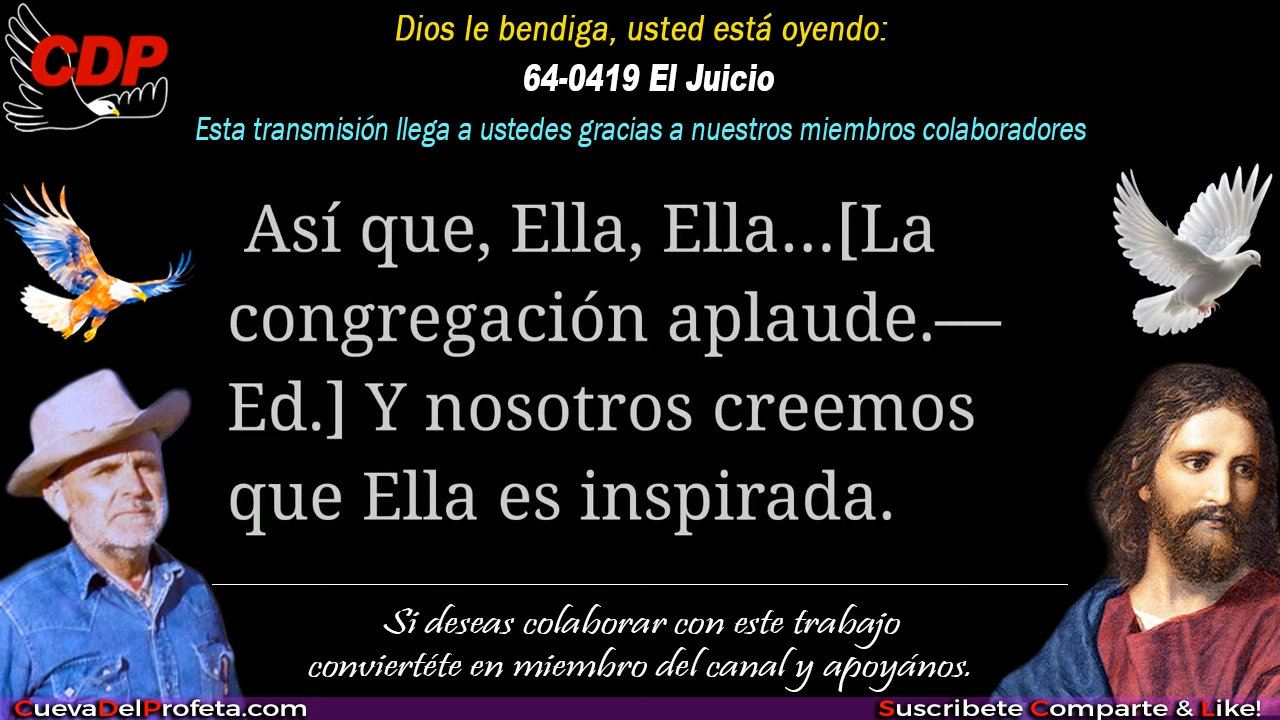 CDP
Dios le bendiga, usted está oyendo:
64-0419 El Juicio
Esta transmisión llega a ustedes gracias a nuestros miembros colaboradores
Así que, Ella, Ella...[La
congregación aplaude.—
Ed.] Y nosotros creemos
que Ella es inspirada.
Si deseas colaborar con este trabajo
conviertéte en miembro del canal y apoyános.
CuevaDelProfeta.com
Suscribete Comparte & Like!